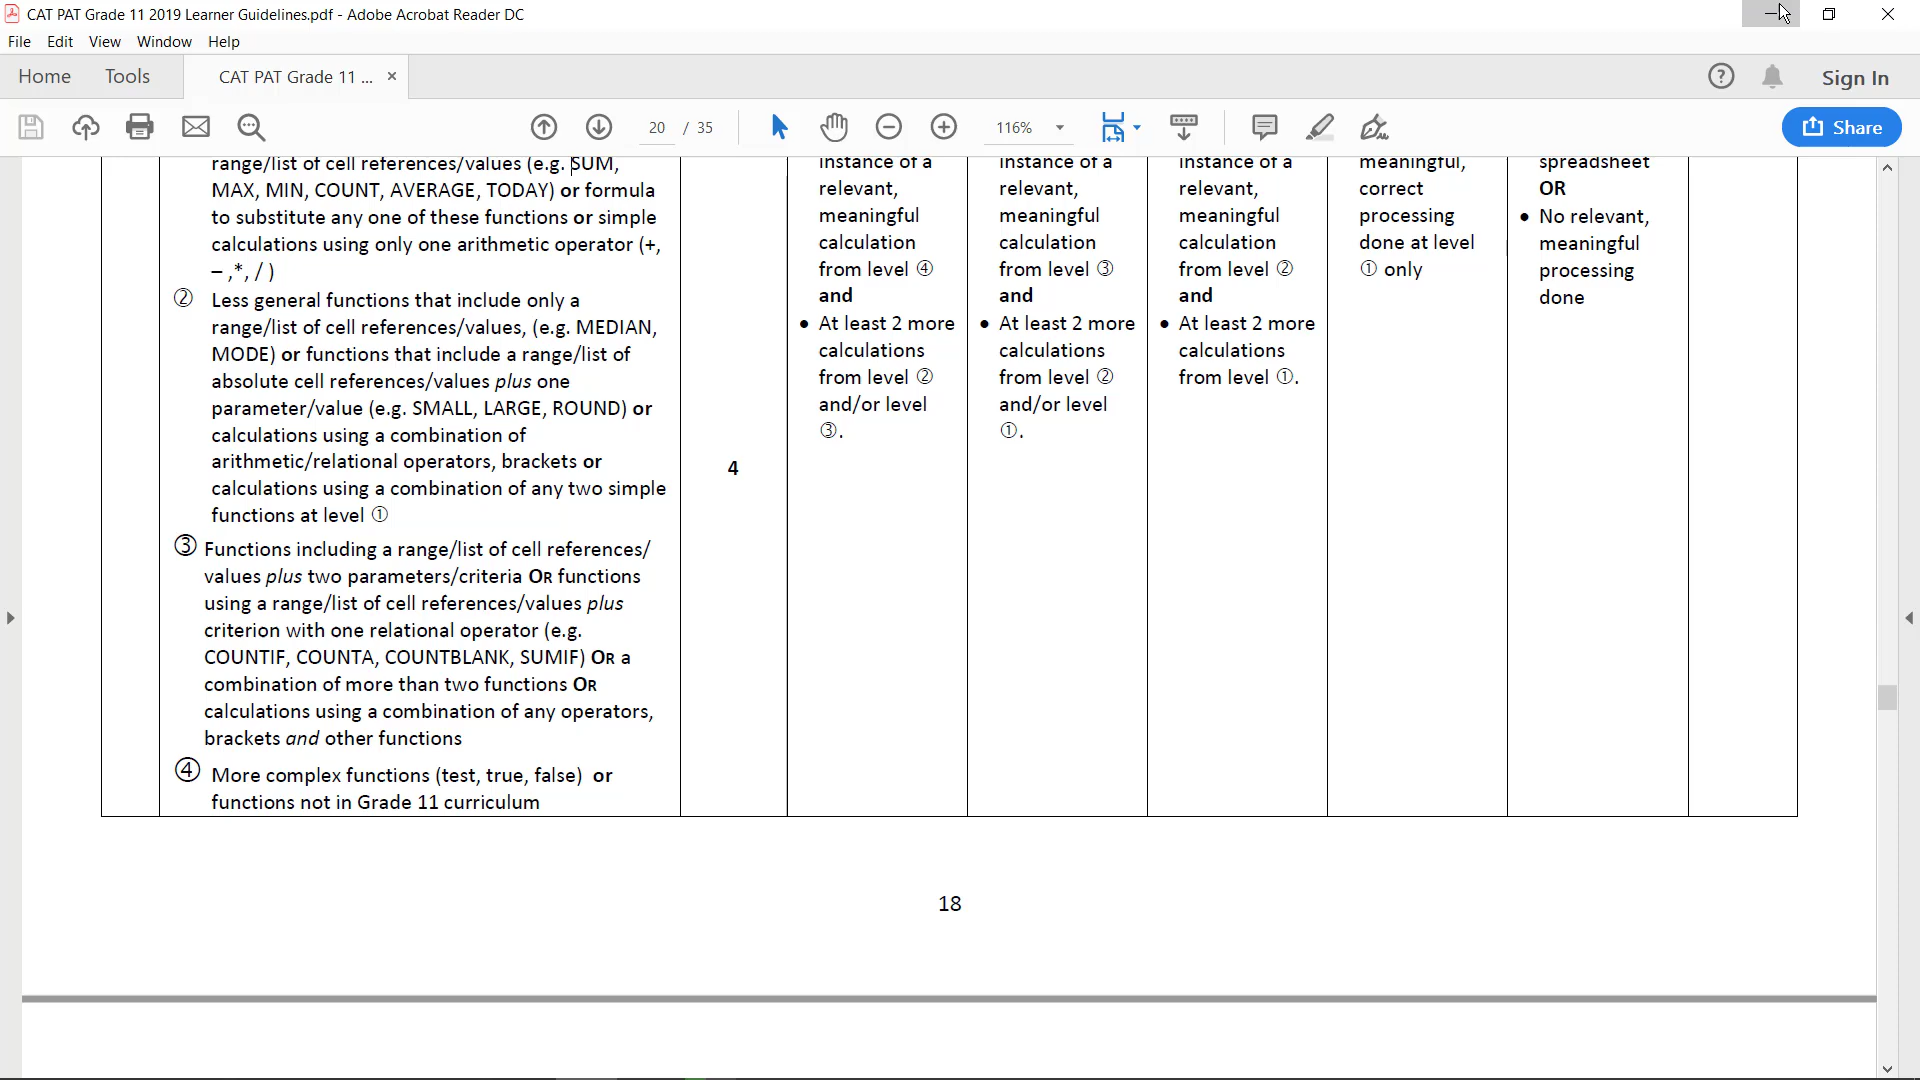 CAT PAT Grade 11 2019 Learner Guidelines.pdf - Adobe Acrobat Reader DC
File Edit View Window Help
Home Tools CAT PAT Grade 11 ... × Sign In
20 / 35 116% Share
range/list of cell references/values (e.g. SUM,
MAX, MIN, COUNT, AVERAGE, TODAY) or formula
to substitute any one of these functions or simple
calculations using only one arithmetic operator (+,
– ,*, / )
② Less general functions that include only a
range/list of cell references/values, (e.g. MEDIAN,
MODE) or functions that include a range/list of
absolute cell references/values plus one
parameter/value (e.g. SMALL, LARGE, ROUND) or
calculations using a combination of
arithmetic/relational operators, brackets or
calculations using a combination of any two simple
functions at level ①
③ Functions including a range/list of cell references/
values plus two parameters/criteria OR functions
using a range/list of cell references/values plus
criterion with one relational operator (e.g.
COUNTIF, COUNTA, COUNTBLANK, SUMIF) OR a
combination of more than two functions OR
calculations using a combination of any operators,
brackets and other functions
④ More complex functions (test, true, false) or
functions not in Grade 11 curriculum
4
instance of a
relevant,
meaningful
calculation
from level ④
and
• At least 2 more
calculations
from level ②
and/or level
③.
instance of a
relevant,
meaningful
calculation
from level ③
and
• At least 2 more
calculations
from level ②
and/or level
①.
instance of a
relevant,
meaningful
calculation
from level ②
and
• At least 2 more
calculations
from level ①.
meaningful,
correct
processing
done at level
① only
spreadsheet
OR
• No relevant,
meaningful
processing
done
18